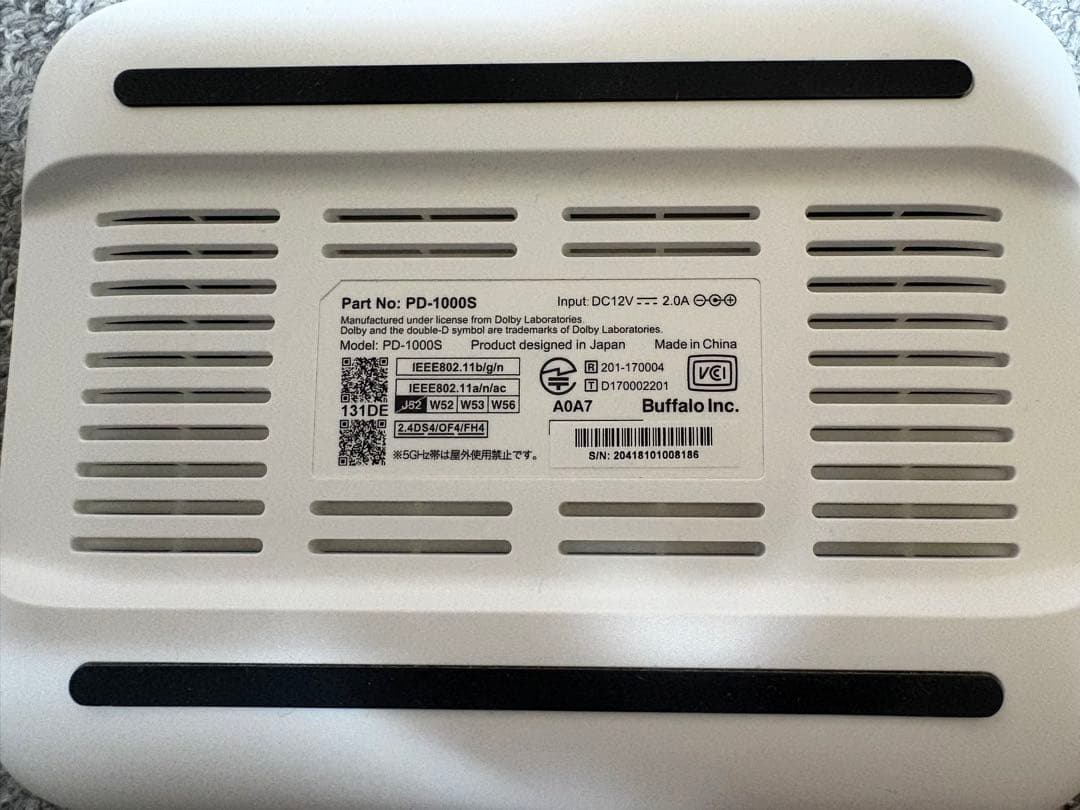 Part No: PD-1000S
Input: DC12V 2.0A
Manufactured under license from Dolby Laboratories.
Dolby and the double-D symbol are trademarks of Dolby Laboratories.
Model: PD-1000S Product designed in Japan Made in China
IEEE802.11b/g/n
IEEE802.11a/n/ac
J52 W52 W53 W56
2.4DS4/OF4/FH4
※5GHz帯は屋外使用禁止です。
131DE
R 201-170004
T D170002201
VCI
A0A7
Buffalo Inc.
S/N: 20418101008186